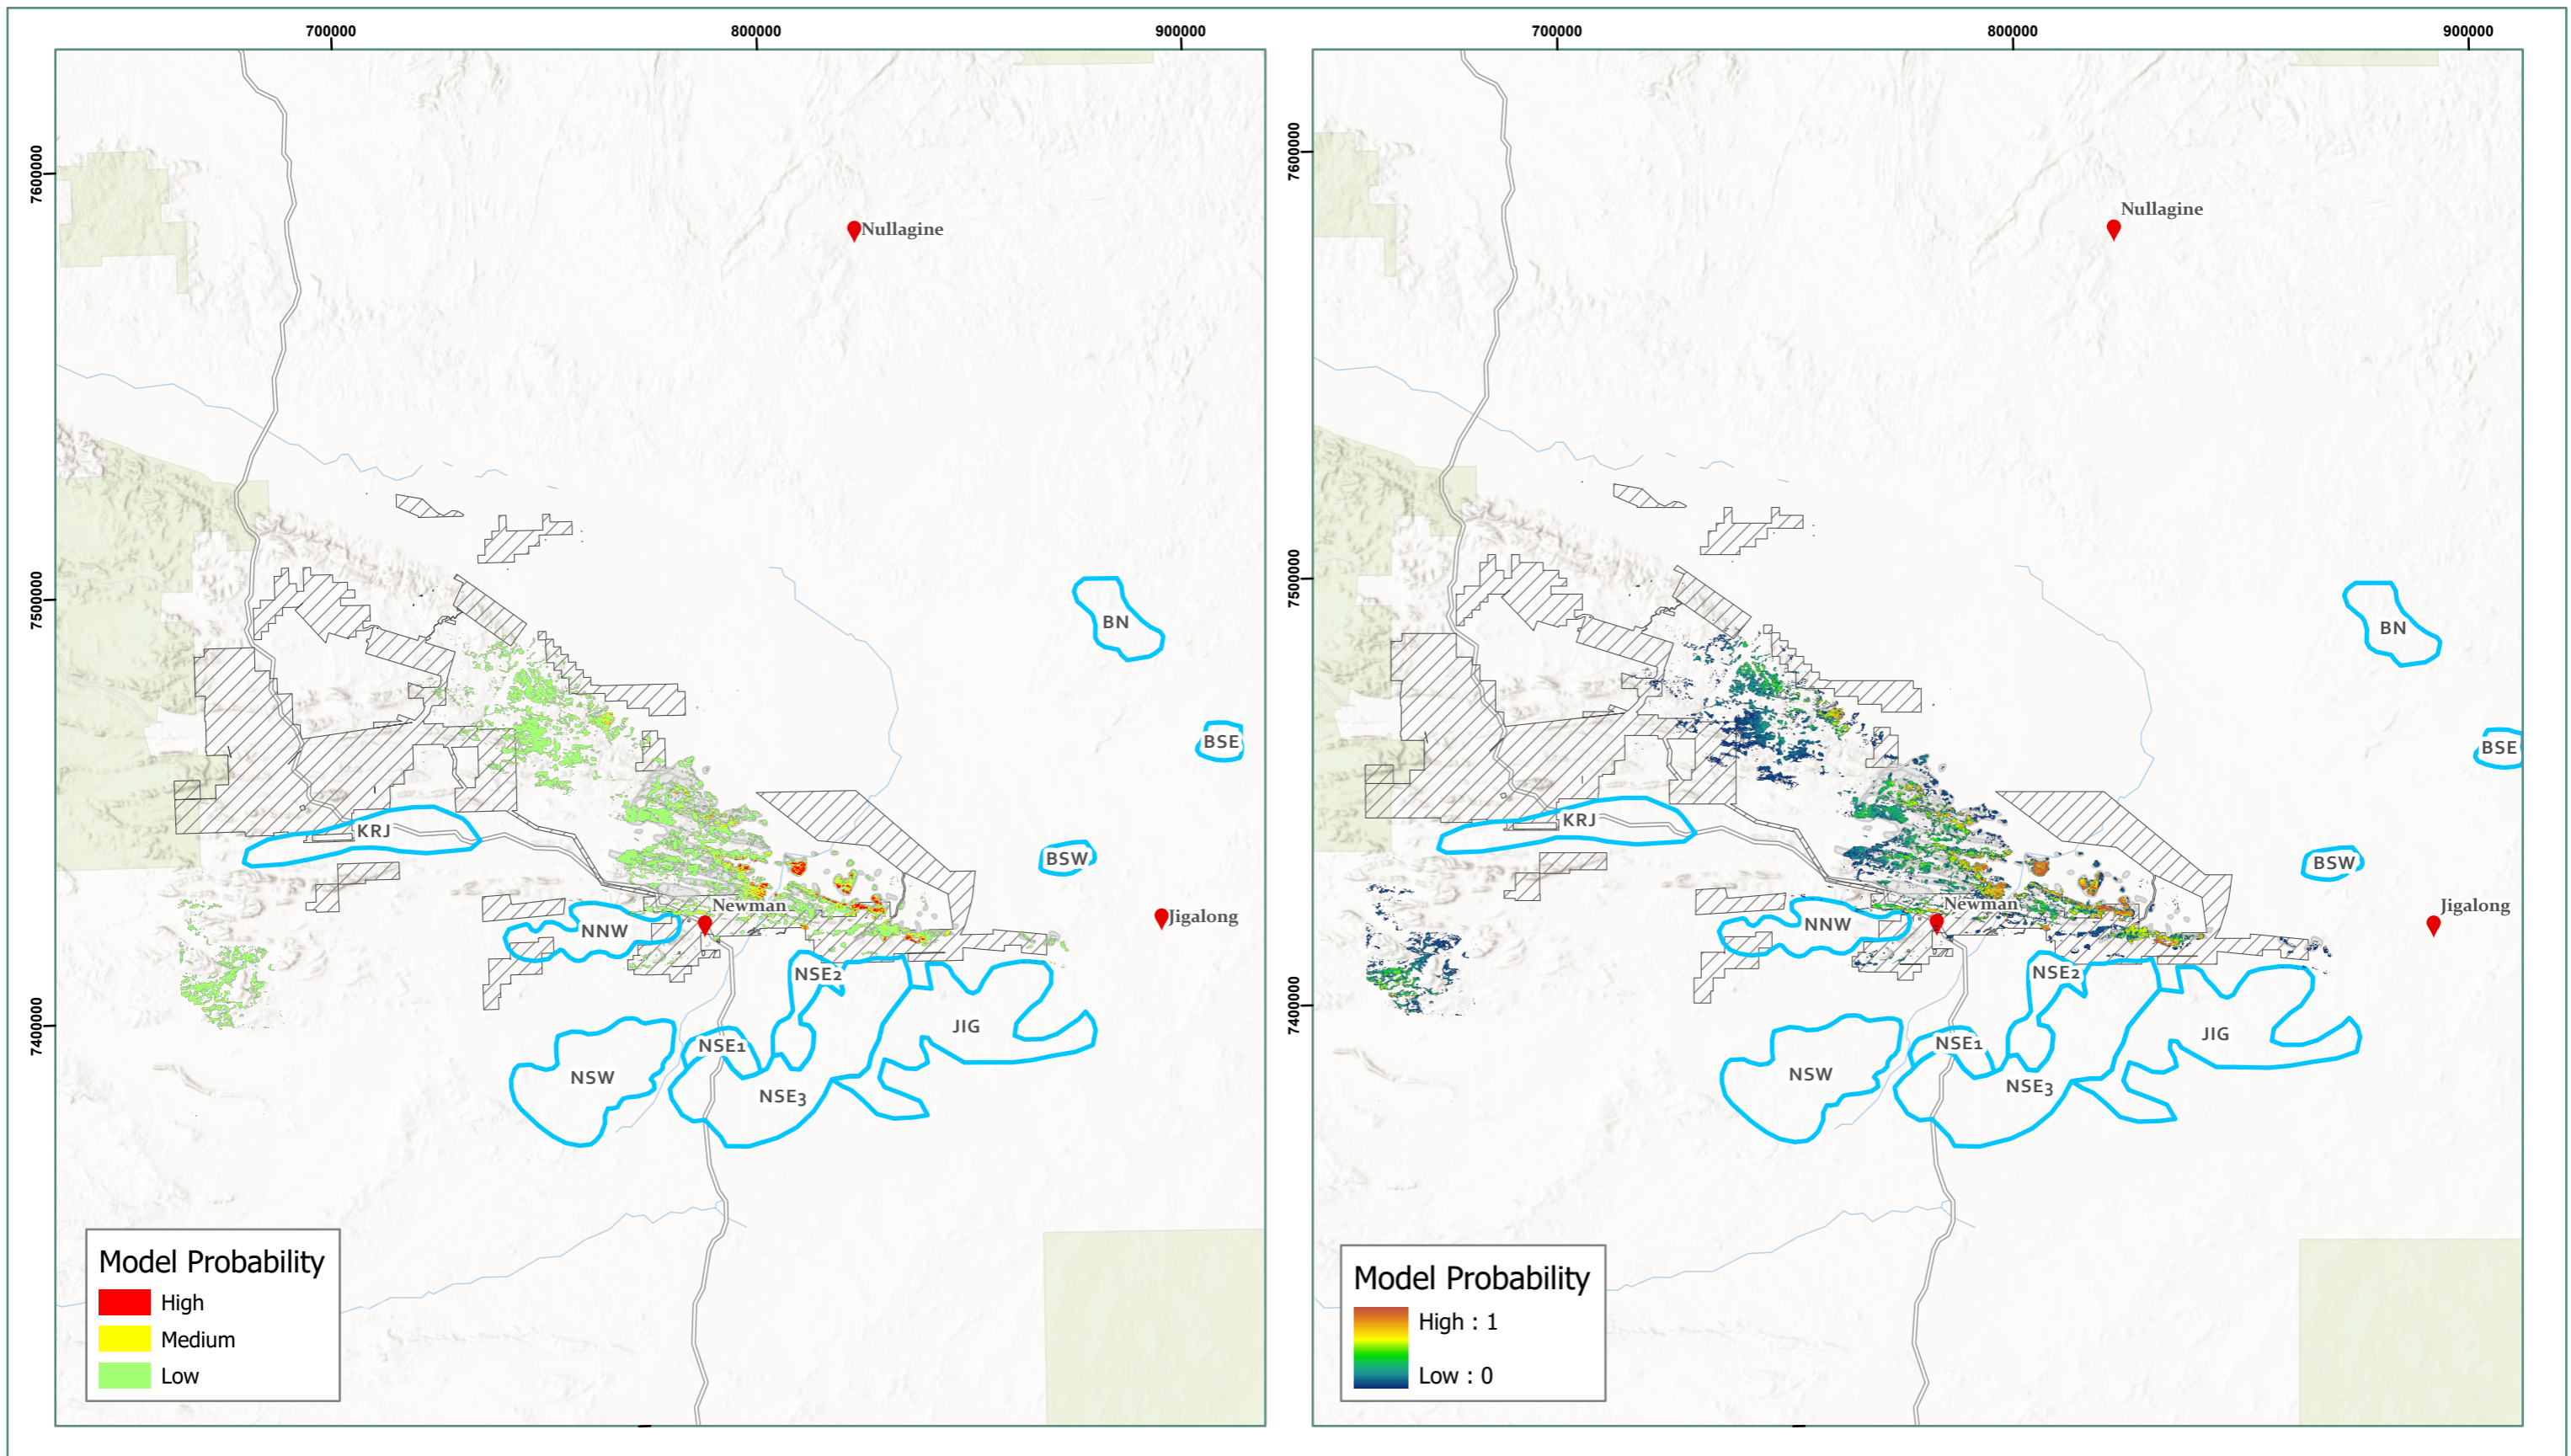 700000
800000
900000
7600000
7500000
7400000
Nullagine
BN
BSE
KRJ
BSW
Newman
Jigalong
NNW
NSE2
JIG
NSE1
NSW
NSE3
Model Probability
High
Medium
Low
700000
800000
900000
7600000
7500000
7400000
Nullagine
BN
BSE
KRJ
BSW
Newman
Jigalong
NNW
NSE2
JIG
NSE1
NSW
NSE3
Model Probability
High : 1
Low : 0